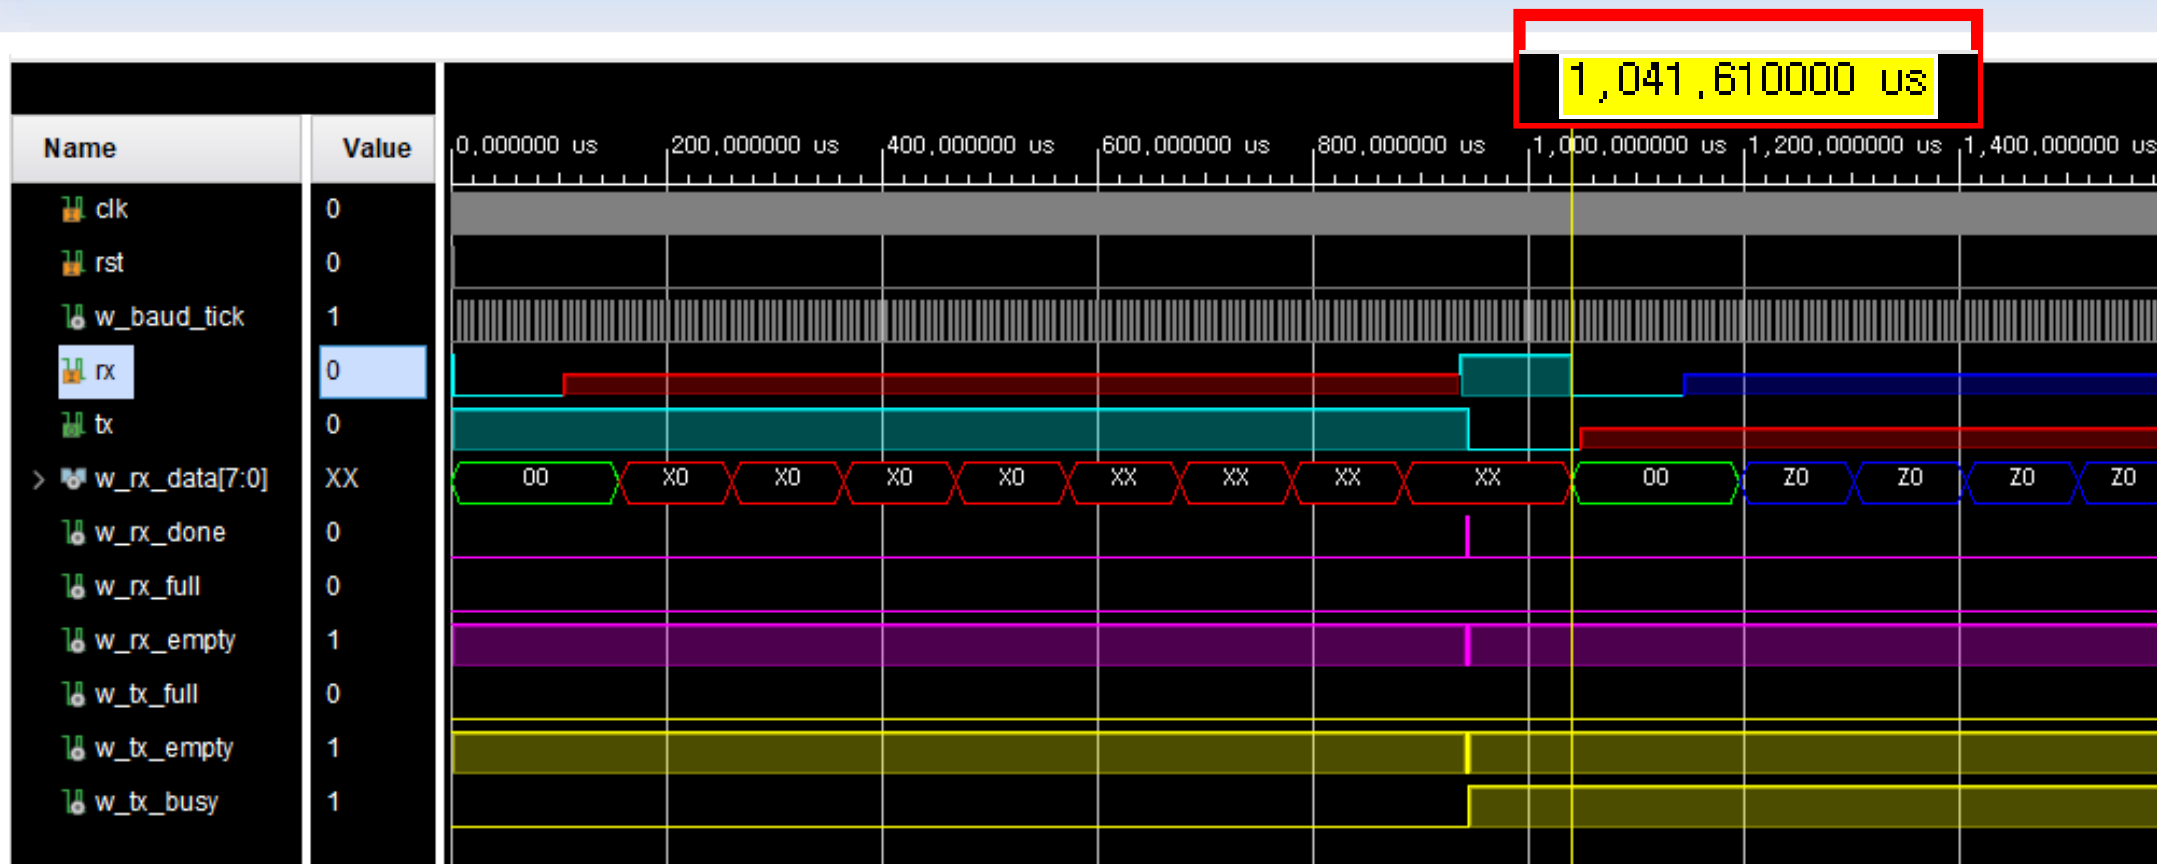 1,041.610000 us
Name Value 0.000000 us 200.000000 us 400.000000 us 600.000000 us 800.000000 us 1,000.000000 us 1,200.000000 us 1,400.000000 us
clk 0
rst 0
w_baud_tick 1
rx 0
tx 0
w_rx_data[7:0] XX 00 X0 X0 X0 X0 XX XX XX XX 00 Z0 Z0 Z0 Z0
w_rx_done 0
w_rx_full 0
w_rx_empty 1
w_tx_full 0
w_tx_empty 1
w_tx_busy 1